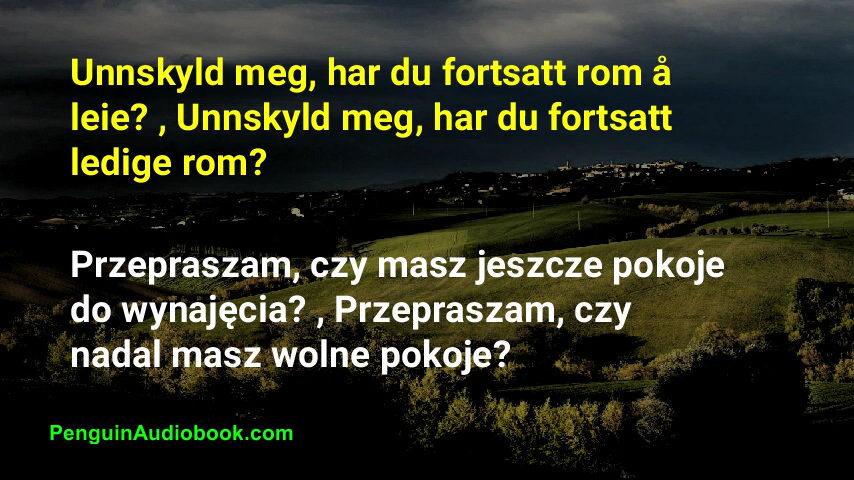 Unnskyld meg, har du fortsatt rom å
leie? , Unnskyld meg, har du fortsatt
ledige rom?
Przepraszam, czy masz jeszcze pokoje
do wynajęcia? , Przepraszam, czy
nadal masz wolne pokoje?
PenguinAudiobook.com